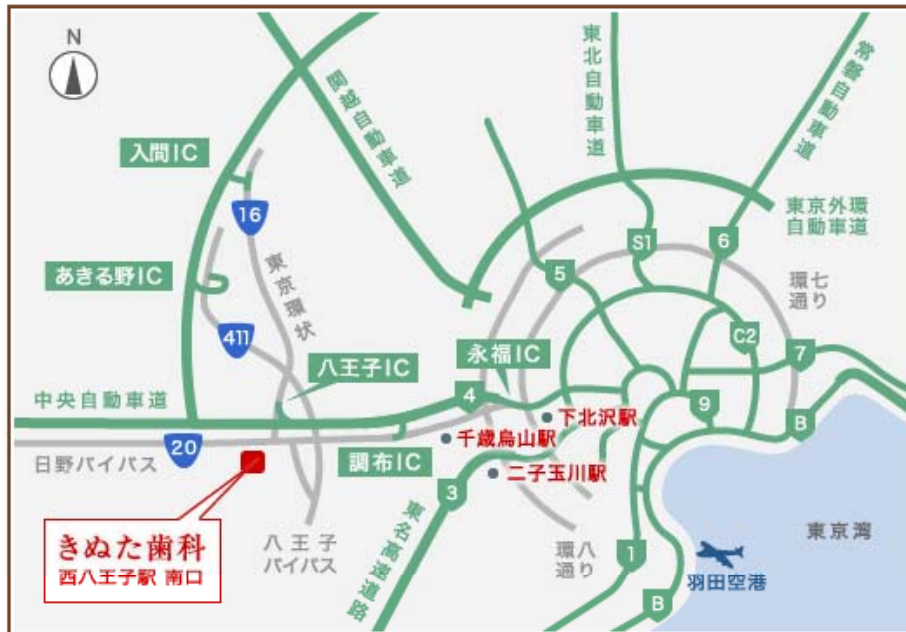 N
関越自動車道
東北自動車道
常磐自動車道
入間IC
16
東京外環
自動車道
S1
6
5
あきる野IC
東京環状
環七
通り
411
C2
永福IC
7
八王子IC
4
中央自動車道
9
下北沢駅
B
20
千歳烏山駅
日野バイパス
調布IC
二子玉川駅
3
東名高速道路
きぬた歯科
西八王子駅 南口
八王子
バイパス
環八
通り
1
東京湾
羽田空港
B